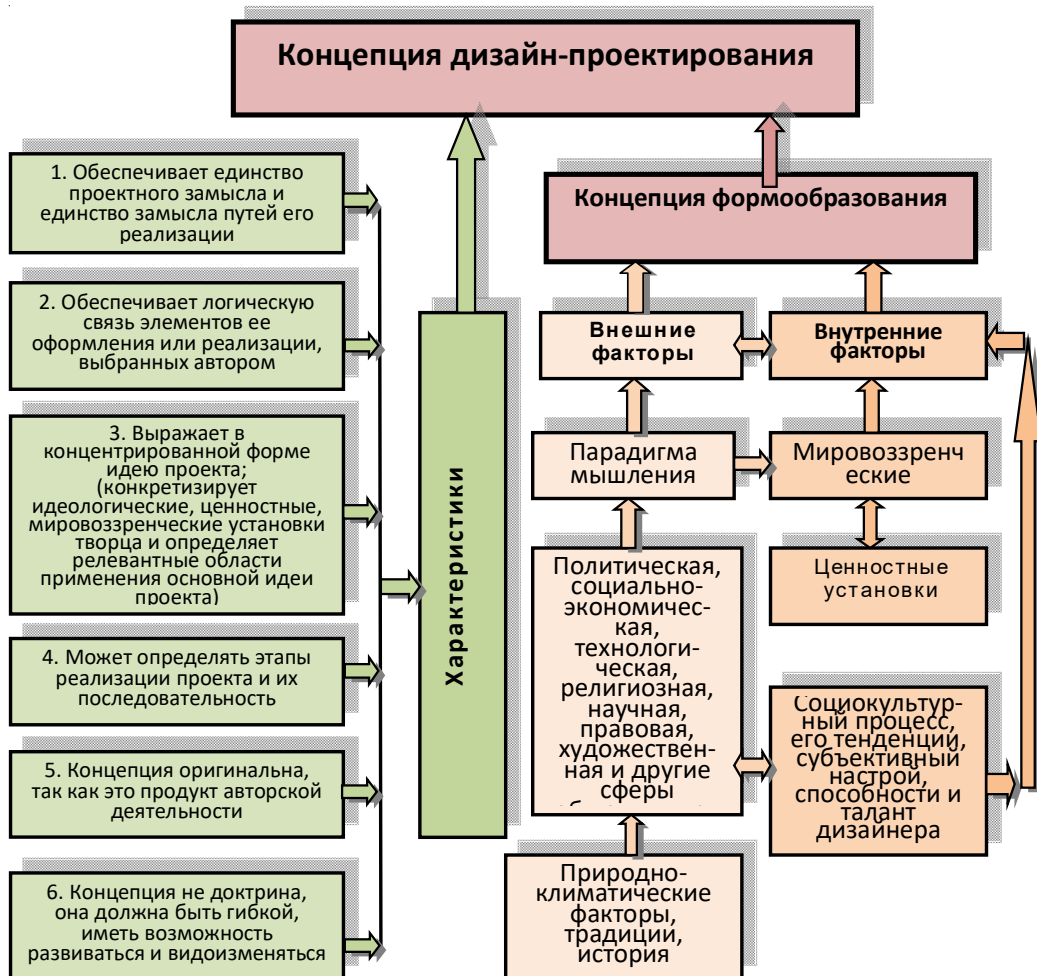 Концепция дизайн-проектирования
1. Обеспечивает единство
проектного замысла и
единство замысла путей его
реализации
2. Обеспечивает логическую
связь элементов ее
оформления или реализации,
выбранных автором
3. Выражает в
концентрированной форме
идею проекта;
(конкретизирует
идеологические, ценностные,
мировоззренческие установки
творца и определяет
релевантные области
применения основной идеи
проекта)
4. Может определять этапы
реализации проекта и их
последовательность
5. Концепция оригинальна,
так как это продукт авторской
деятельности
6. Концепция не доктрина,
она должна быть гибкой,
иметь возможность
развиваться и видоизменяться
Характеристики
Концепция формообразования
Внешние
факторы
Внутренние
факторы
Парадигма
мышления
Мировоззренч
еские
Политическая,
социально-
экономичес-
кая,
технологи-
ческая,
религиозная,
научная,
правовая,
художествен-
ная и другие
сферы
Ценностные
установки
Социокультур-
ный процесс,
его тенденции,
субъективный
настрой,
способности и
талант
дизайнера
Природно-
климатические
факторы,
традиции,
история